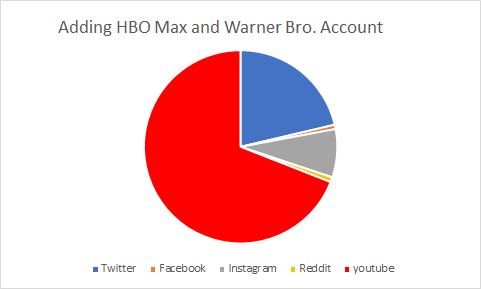 Adding HBO Max and Warner Bro. Account
Twitter Facebook Instagram Reddit youtube